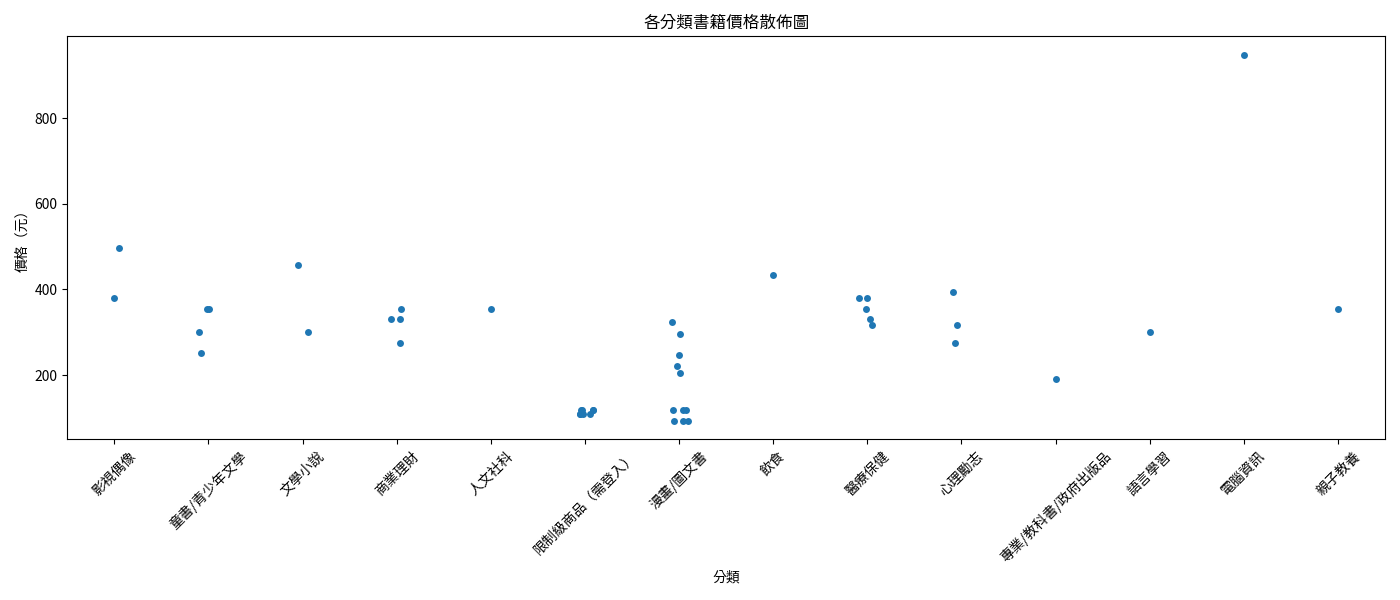 各分類書籍價格散佈圖
價格（元）
800
600
400
200
影視偶像
童書/青少年文學
文學小說
商業理財
人文社科
限制級商品（需登入）
漫畫/圖文書
飲食
醫療保健
心理勵志
專業/教科書/政府出版品
語言學習
電腦資訊
親子教養
分類